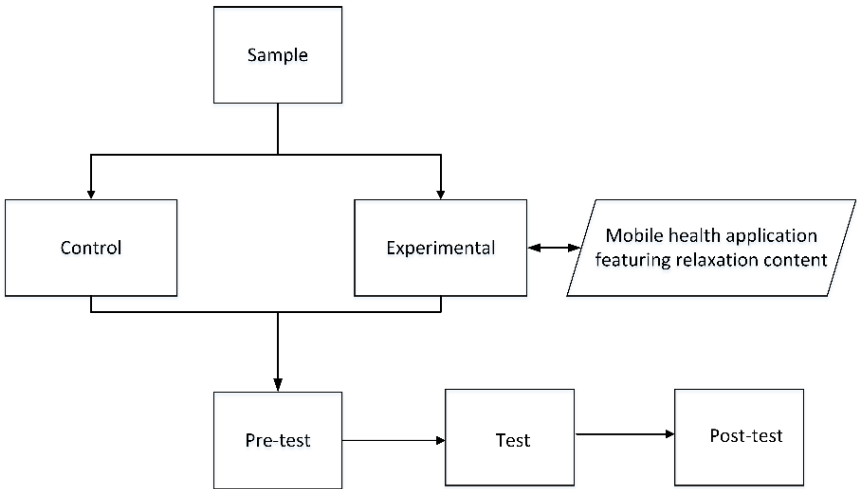 Sample
Control
Experimental
Mobile health application
featuring relaxation content
Pre-test
Test
Post-test